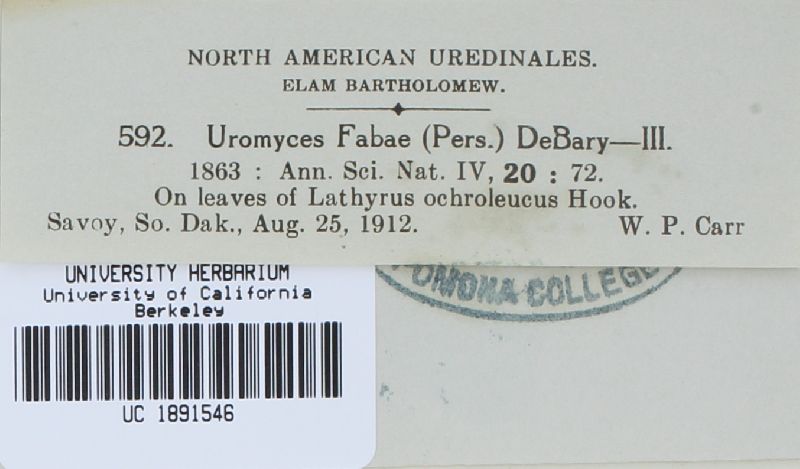 NORTH AMERICAN UREDINALES.
ELAM BARTHOLOMEW.
592. Uromyces Fabae (Pers.) DeBary—III.
1863 : Ann. Sci. Nat. IV, 20 : 72.
On leaves of Lathyrus ochroleucus Hook.
Savoy, So. Dak., Aug. 25, 1912. W. P. Carr
UNIVERSITY HERBARIUM
University of California
Berkeley
UC 1891546
POMONA COLLEGE